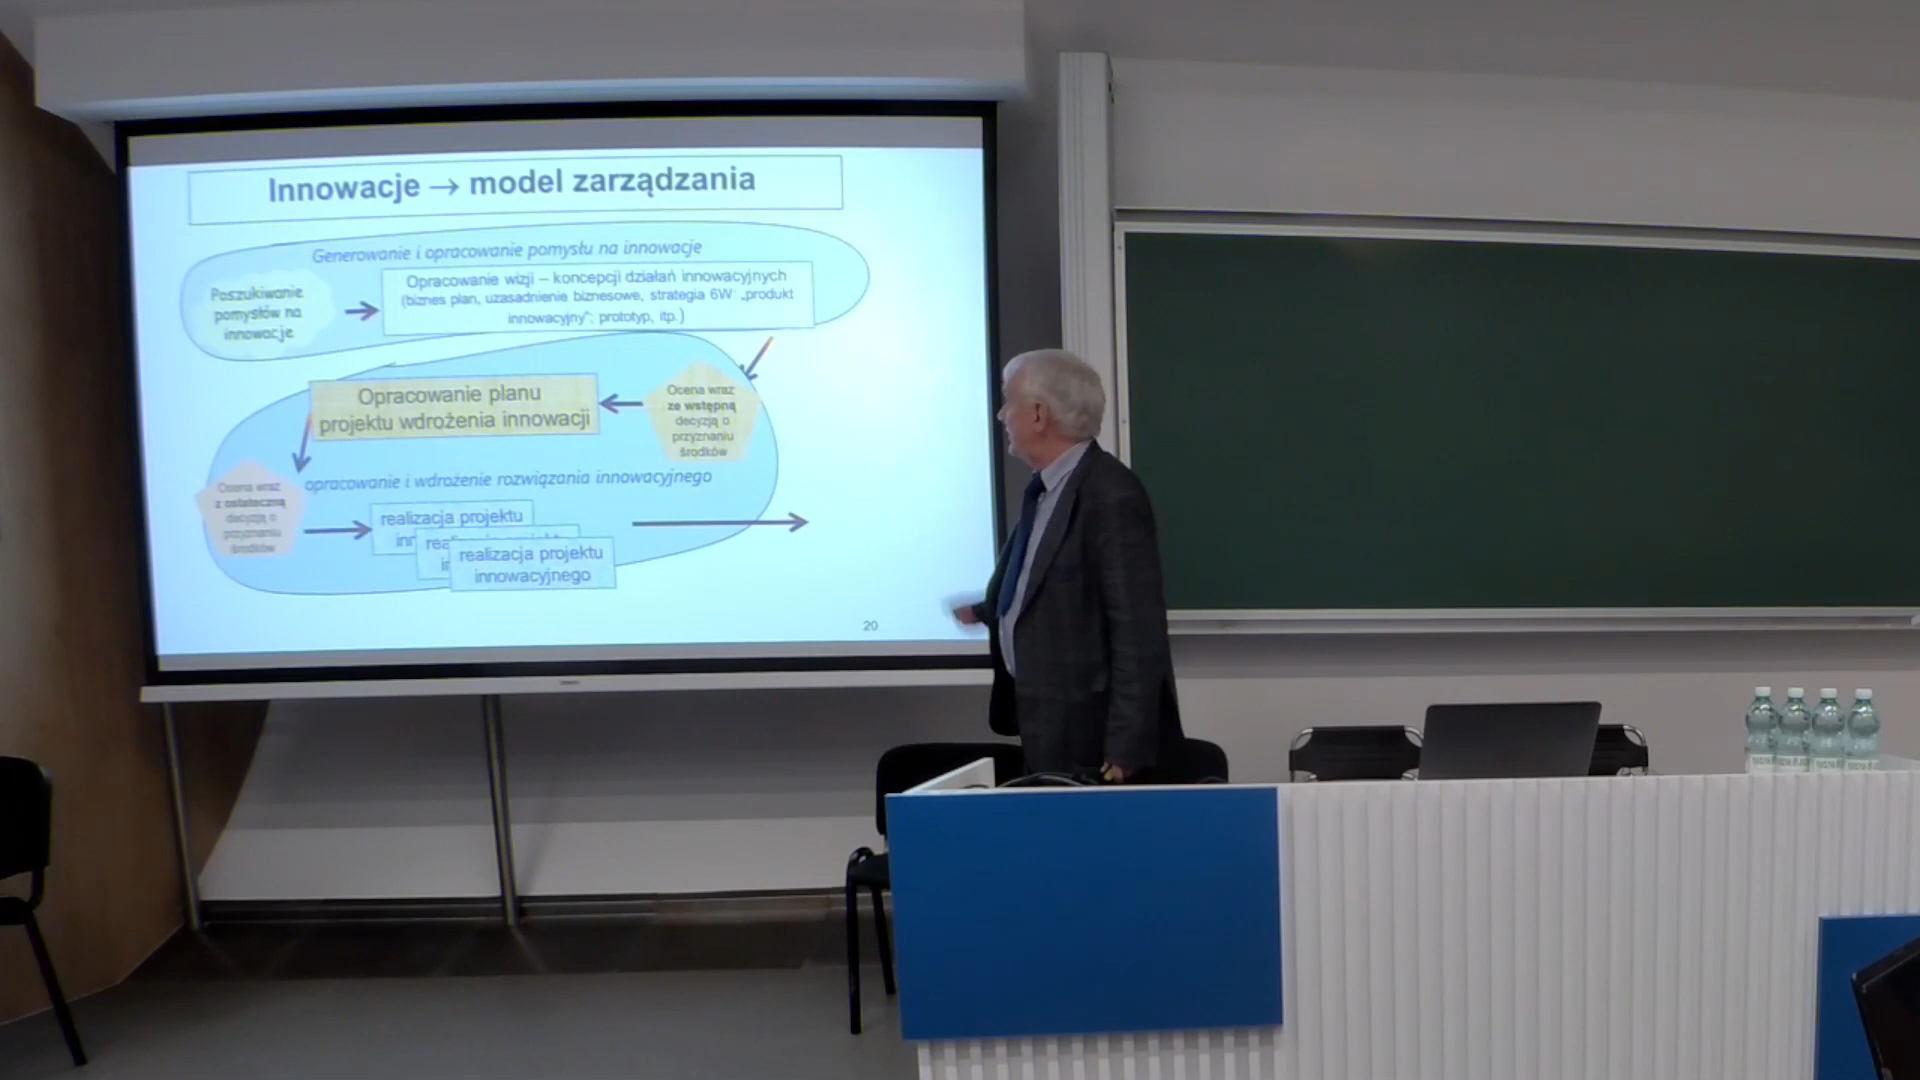 Innowacje → model zarządzania
Generowanie i opracowanie pomysłu na innowacje
Poszukiwanie
pomysłów na
innowacje
Opracowanie wizji – koncepcji działań innowacyjnych
(biznes plan, uzasadnienie biznesowe, strategia 6W: „produkt
innowacyjny”; prototyp, itp.)
Opracowanie planu
projektu wdrożenia innowacji
Ocena wraz
ze wstępną
decyzją o
przyznaniu
środków
opracowanie i wdrożenie rozwiązania innowacyjnego
Ocena wraz
z ostateczną
decyzją o
przyznaniu
środków
realizacja projektu
realizacja projektu
innowacyjnego
20